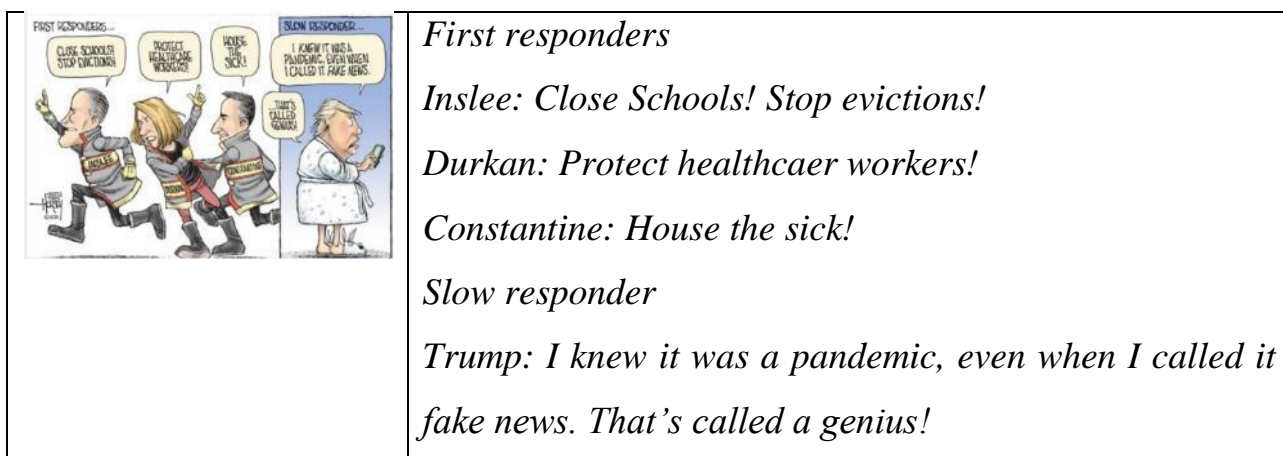 FIRST RESPONDERS...
CLOSE SCHOOLS!
STOP EVICTIONS!
PROTECT
HEALTHCARE
WORKERS!
HOUSE
THE
SICK!
INSLEE
DURKAN
CONSTANTINE
HORSEY
SLOW RESPONDER...
I KNEW IT WAS A
PANDEMIC, EVEN WHEN
I CALLED IT FAKE NEWS.
...THAT'S
CALLED
GENIUS!
First responders
Inslee: Close Schools! Stop evictions!
Durkan: Protect healthcaer workers!
Constantine: House the sick!
Slow responder
Trump: I knew it was a pandemic, even when I called it
fake news. That’s called a genius!